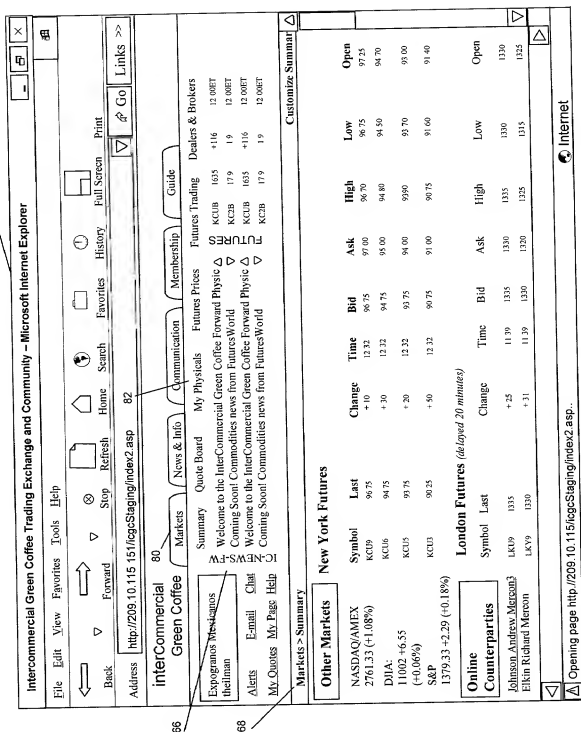 Intercommercial Green Coffee Trading Exchange and Community – Microsoft Internet Explorer
File Edit View Favorites Tools Help
Back Forward Stop Refresh Home Search Favorites History Full Screen Print
Address http://209.10.115 151/icgcStaging/index2.asp 82 Go Links >>
interCommercial
Green Coffee
80
Markets News & Info Communication Membership Guide
Summary Quote Board My Physicals Futures Prices Futures Trading Dealers & Brokers
Expogranos Mexicanos
theilman
Alerts E-mail Chat
My Quotes My Page Help
IC-NEWS-FW
Welcome to the InterCommercial Green Coffee Forward Physic
Coming Soon! Commodities news from FuturesWorld
Welcome to the InterCommercial Green Coffee Forward Physic
Coming Soon! Commodities news from FuturesWorld
FUTURES
KCUB 1635 +116 12 00ET
KC2B 17 9 1 9 12 00ET
KCUB 1635 +116 12 00ET
KC2B 17 9 1 9 12 00ET
66
68
Markets > Summary Customize Summar
Other Markets
NASDAQ/AMEX
2761.33 (+1.08%)
DJIA:
11002 +6.55
(+0.06%)
S&P
1379.33 +2.29 (+0.18%)
Online
Counterparties
Johnson Andrew Mercon3
Elkin Richard Mercon
New York Futures
Symbol Last Change Time Bid Ask High Low Open
KCU9 96 75 + 10 12 32 96 75 97 00 96 70 96 75 97 25
KCU6 94 75 + 30 12 32 94 75 95 00 94 80 94 50 94 70
KCU5 93 75 + 20 12 32 93 75 94 00 9390 93 70 93 00
KCU3 90 25 + 50 12 32 90 75 91 00 90 75 91 60 91 40
London Futures (delayed 20 minutes)
Symbol Last Change Time Bid Ask High Low Open
LKU9 1335 + 25 11 39 1335 1330 1335 1330 1330
LKV9 1330 + 31 11 39 1330 1320 1325 1315 1325
Opening page http://209.10.115 151/icgcStaging/index2 asp.. Internet